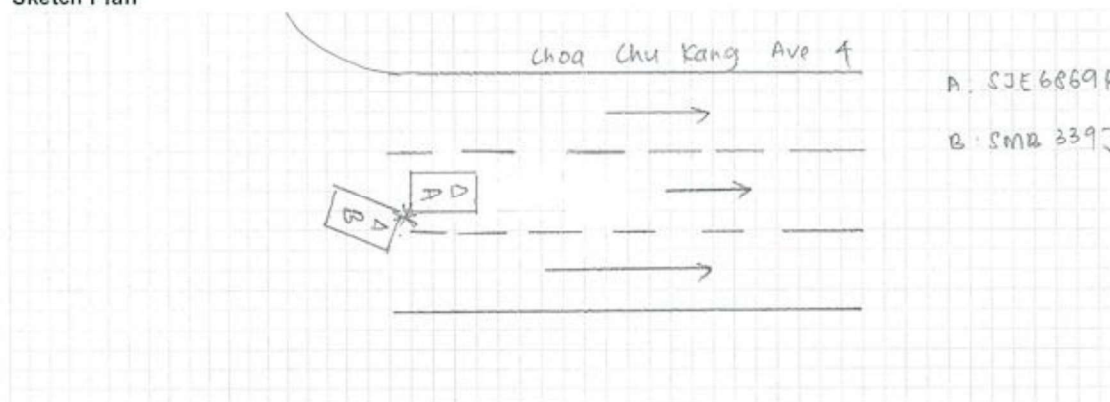 Sketch Plan
Choa Chu Kang Ave 4
A: SJE6869
B: SMB 339
A
A
B